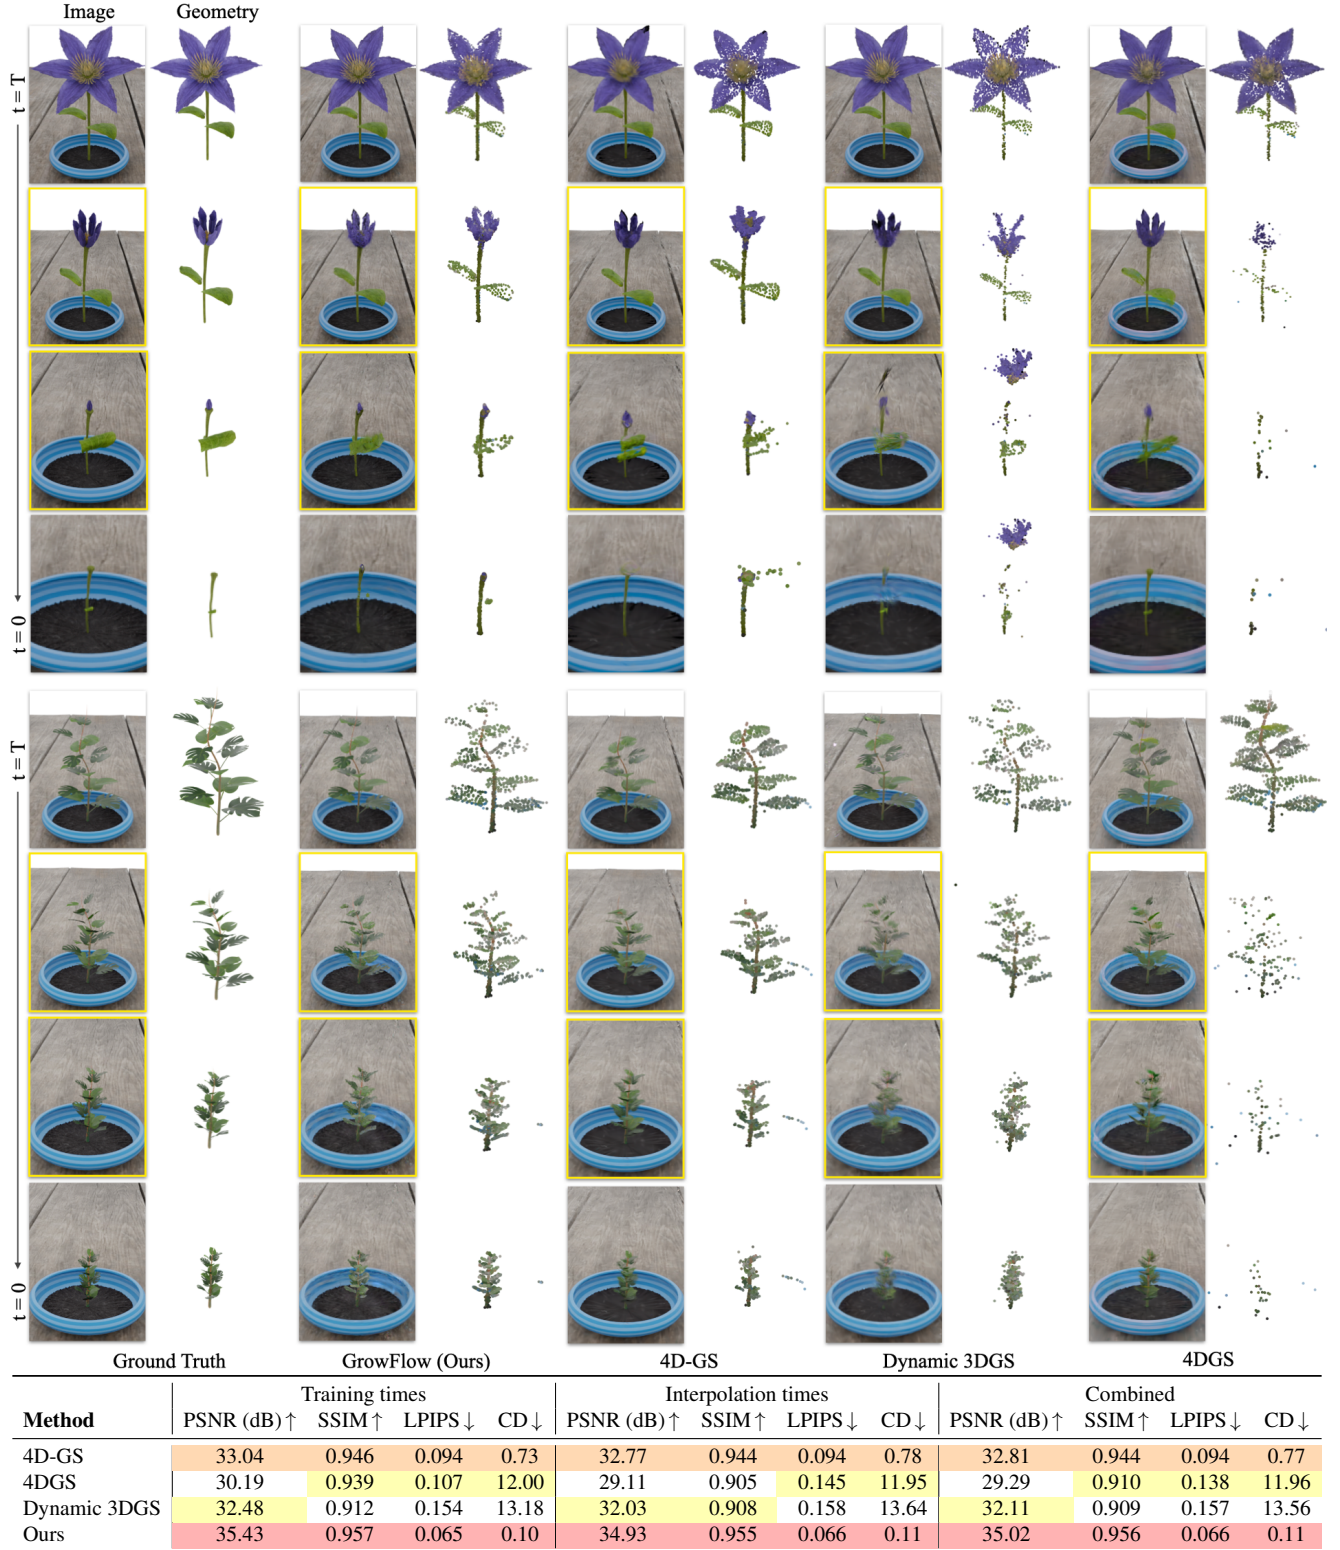 Image Geometry
t = T
t = 0
t = T
t = 0
Ground Truth GrowFlow (Ours) 4D-GS Dynamic 3DGS 4DGS
Training times Interpolation times Combined
Method PSNR (dB)↑ SSIM↑ LPIPS↓ CD↓ PSNR (dB)↑ SSIM↑ LPIPS↓ CD↓ PSNR (dB)↑ SSIM↑ LPIPS↓ CD↓
4D-GS 33.04 0.946 0.094 0.73 32.77 0.944 0.094 0.78 32.81 0.944 0.094 0.77
4DGS 30.19 0.939 0.107 12.00 29.11 0.905 0.145 11.95 29.29 0.910 0.138 11.96
Dynamic 3DGS 32.48 0.912 0.154 13.18 32.03 0.908 0.158 13.64 32.11 0.909 0.157 13.56
Ours 35.43 0.957 0.065 0.10 34.93 0.955 0.066 0.11 35.02 0.956 0.066 0.11